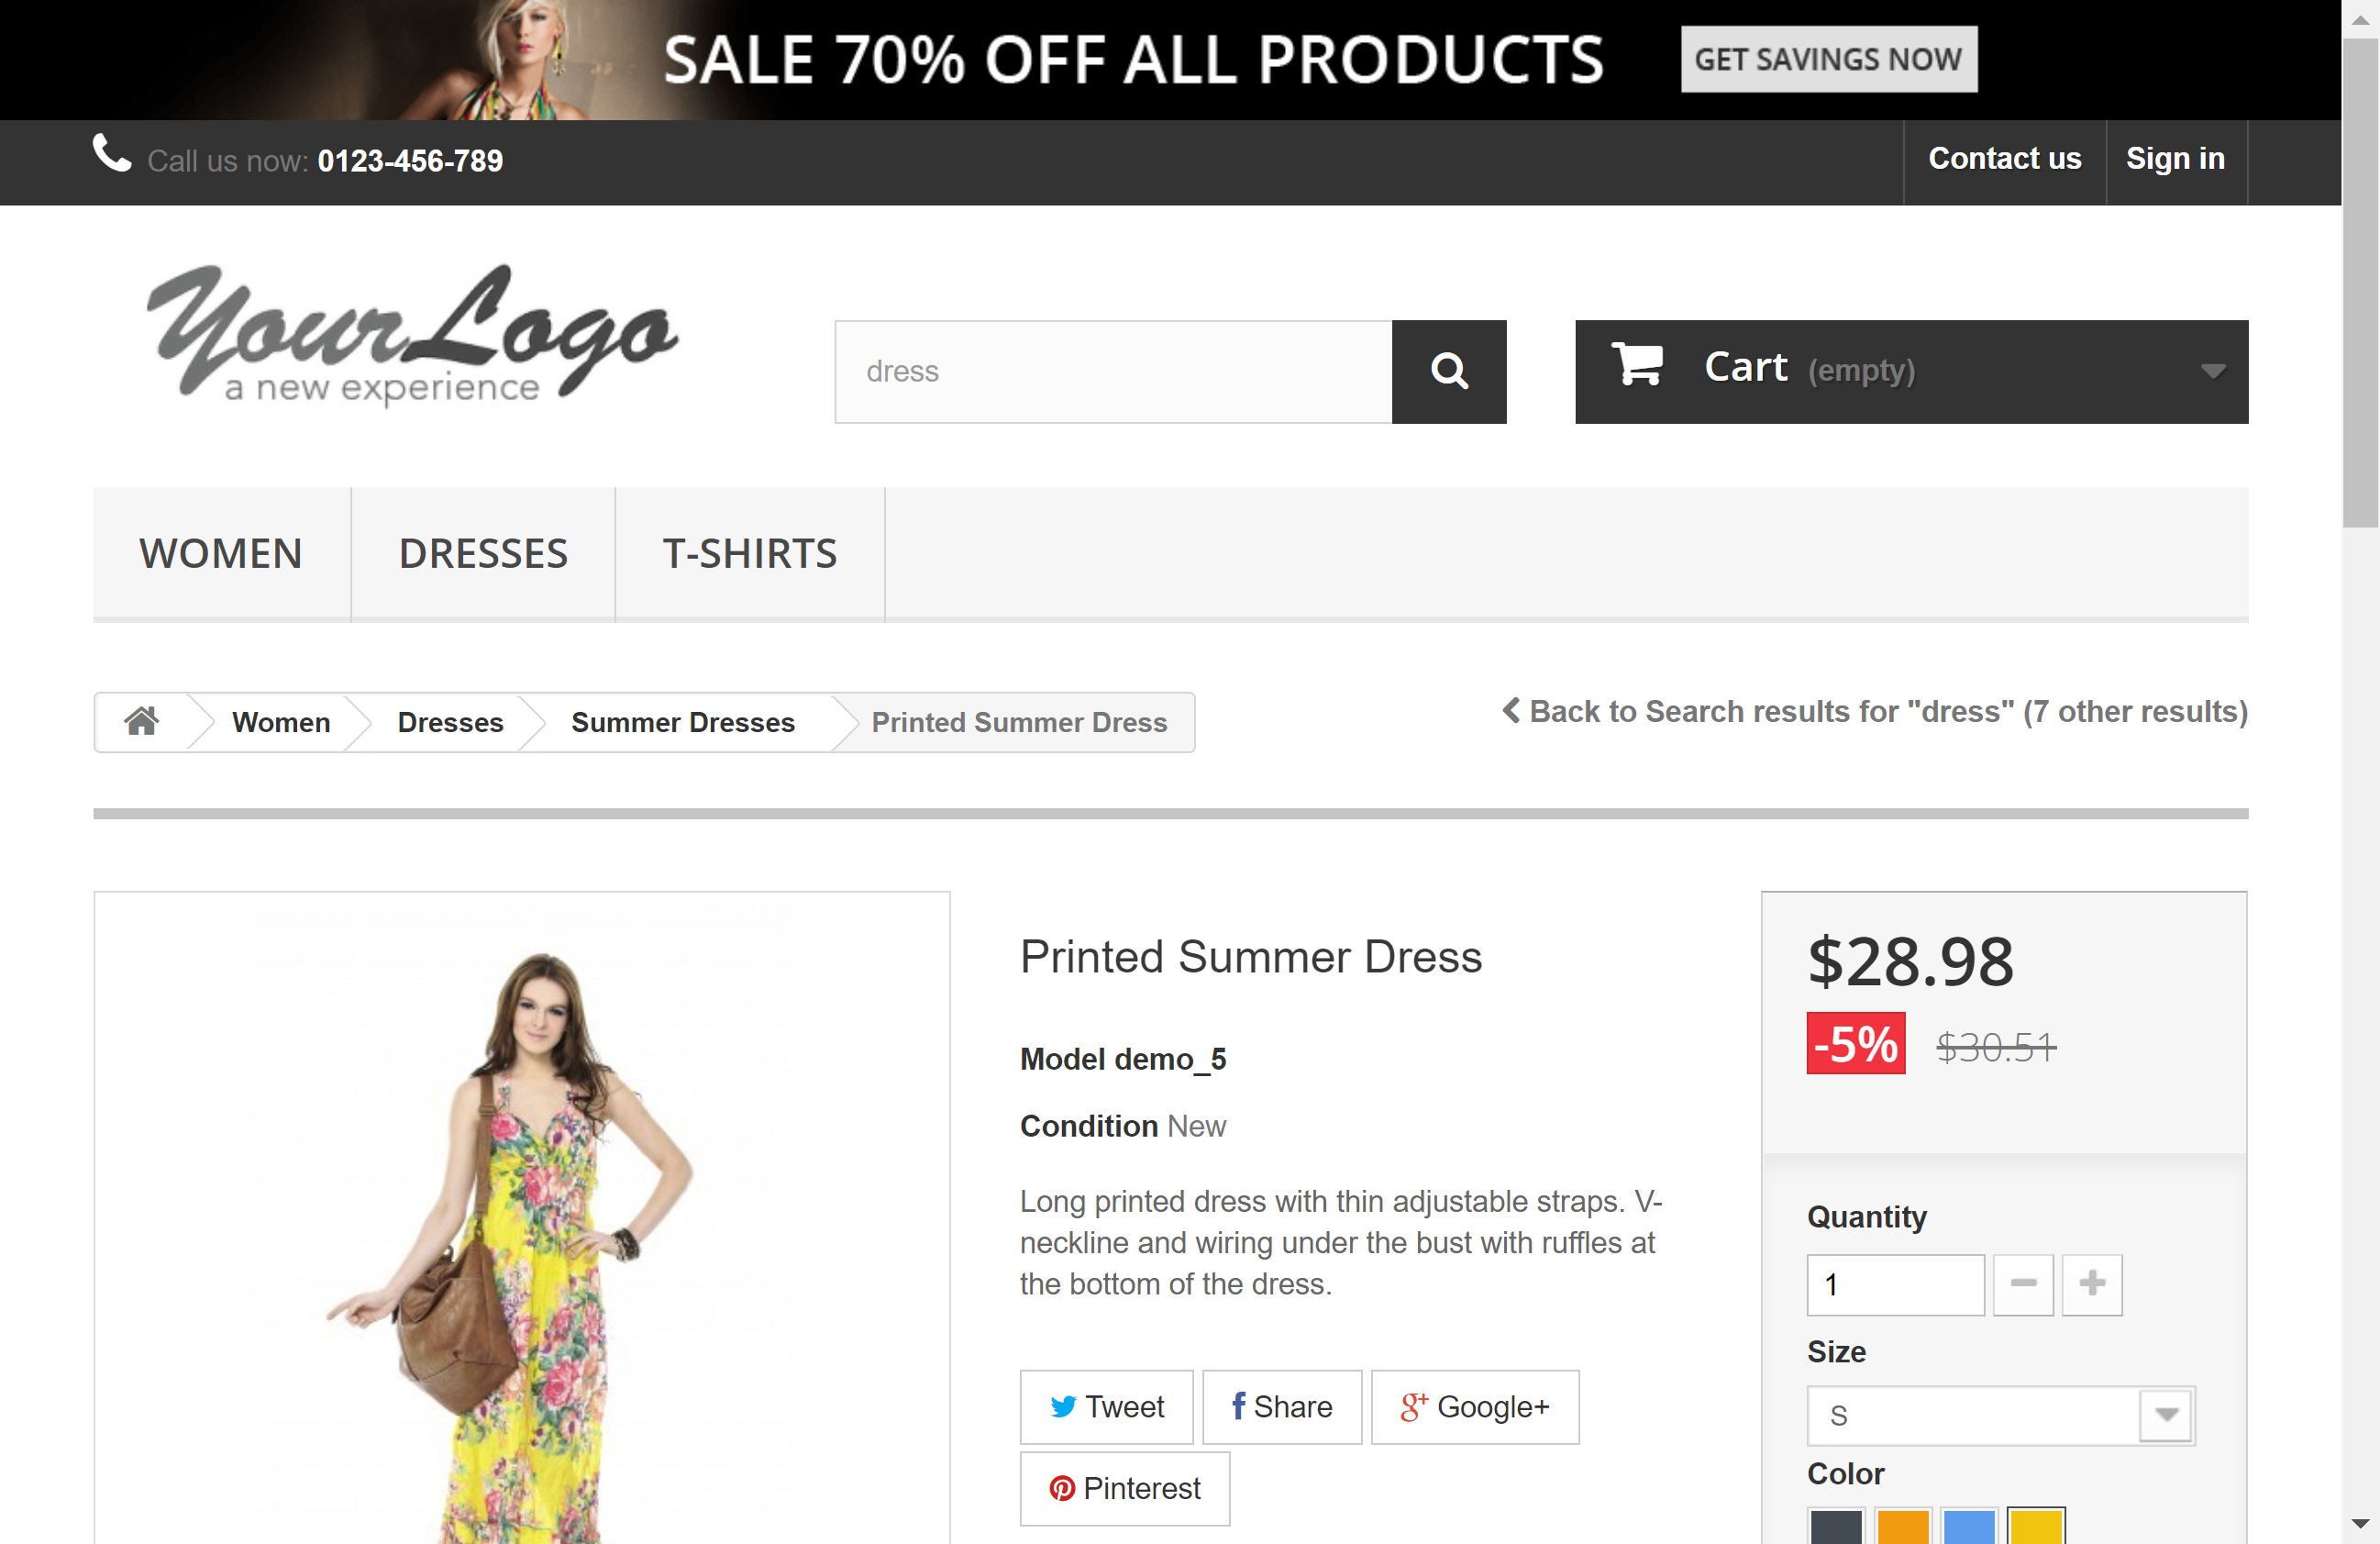 SALE 70% OFF ALL PRODUCTS
GET SAVINGS NOW
Call us now: 0123-456-789
Contact us
Sign in
Your Logo
a new experience
dress
Cart (empty)
WOMEN
DRESSES
T-SHIRTS
Women
Dresses
Summer Dresses
Printed Summer Dress
Back to Search results for "dress" (7 other results)
Printed Summer Dress
Model demo_5
Condition New
Long printed dress with thin adjustable straps. V-
neckline and wiring under the bust with ruffles at
the bottom of the dress.
Tweet
Share
Google+
Pinterest
$28.98
-5% $30.51
Quantity
1
Size
S
Color